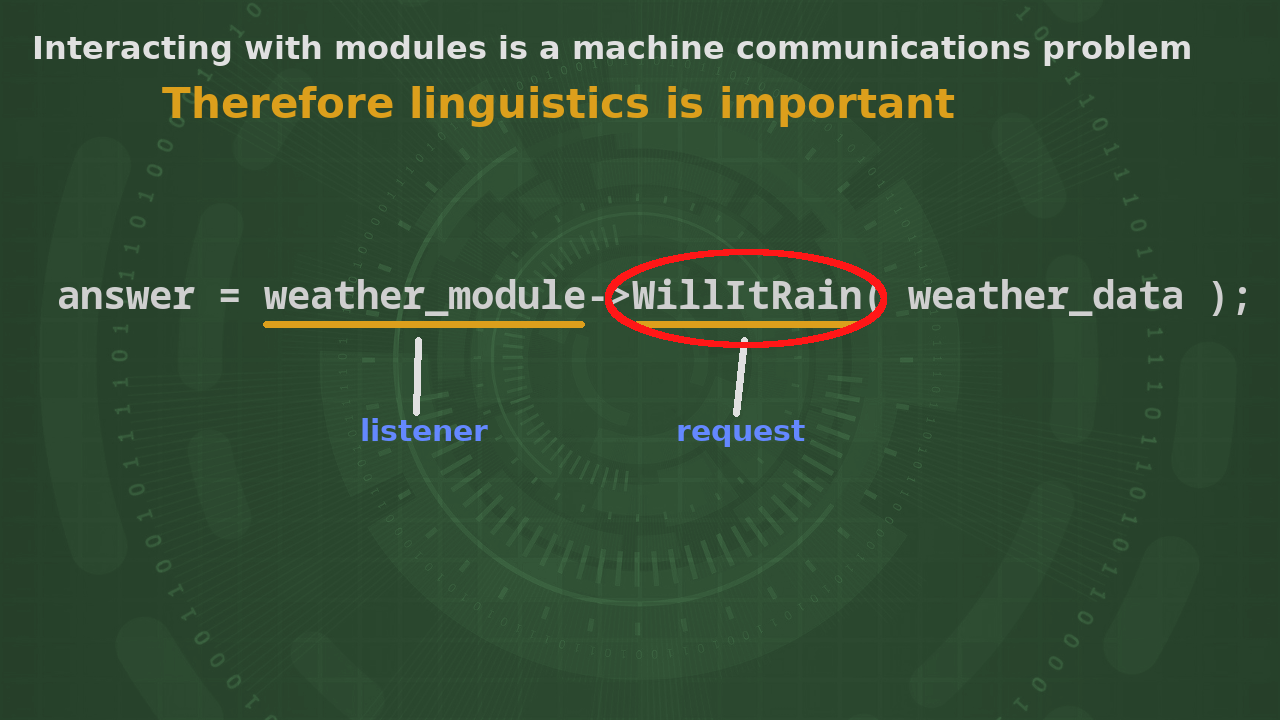 Interacting with modules is a machine communications problem
Therefore linguistics is important
answer = weather_module->WillItRain( weather_data );
listener request